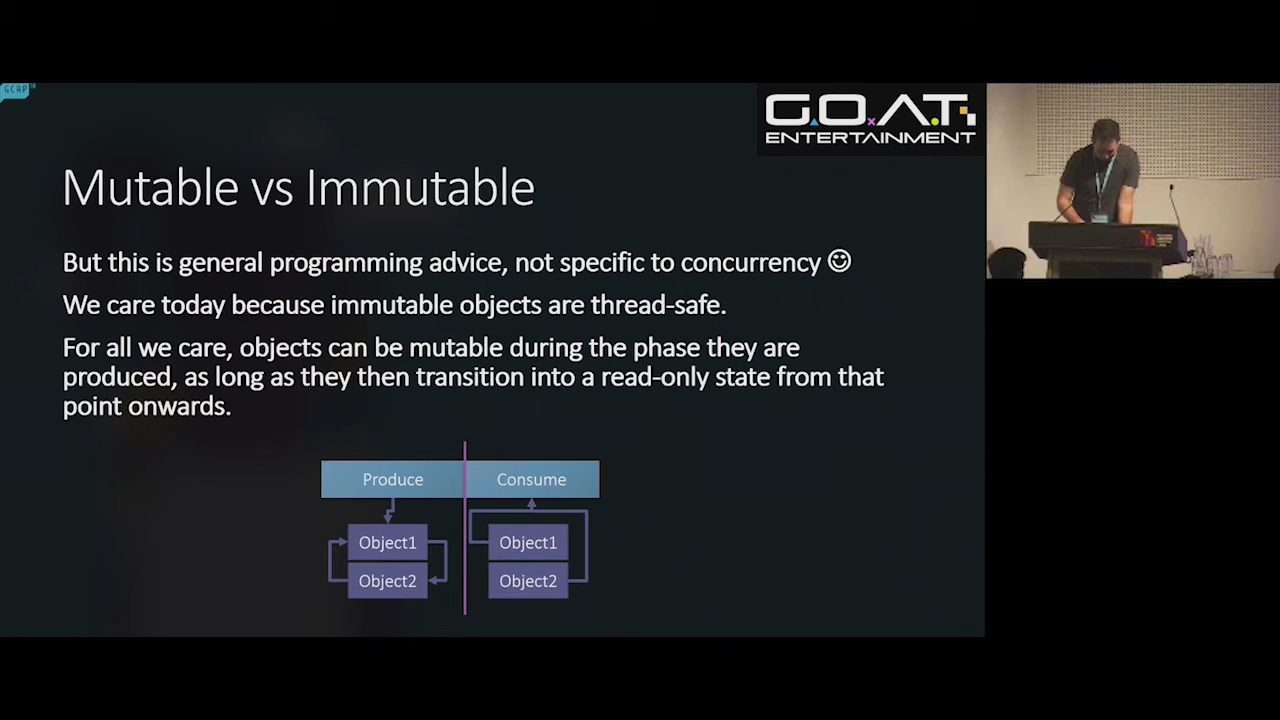 GCAP
G.O.A.T.
ENTERTAINMENT
Mutable vs Immutable
But this is general programming advice, not specific to concurrency 😊
We care today because immutable objects are thread-safe.
For all we care, objects can be mutable during the phase they are
produced, as long as they then transition into a read-only state from that
point onwards.
Produce Consume
Object1 Object1
Object2 Object2